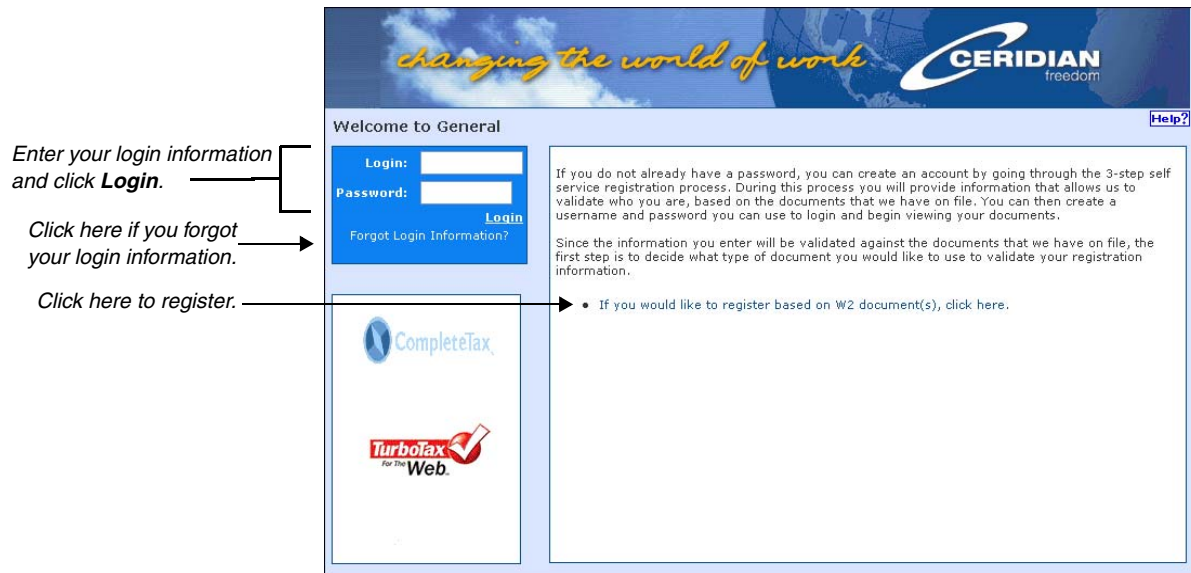 changing the world of work
CERIDIAN
freedom
Welcome to General
Help?
Enter your login information
and click Login.
Click here if you forgot
your login information.
Click here to register.
Login:
Password:
Login
Forgot Login Information?
If you do not already have a password, you can create an account by going through the 3-step self
service registration process. During this process you will provide information that allows us to
validate who you are, based on the documents that we have on file. You can then create a
username and password you can use to login and begin viewing your documents.
Since the information you enter will be validated against the documents that we have on file, the
first step is to decide what type of document you would like to use to validate your registration
information.
• If you would like to register based on W2 document(s), click here.
CompleteTax
TurboTax
For The Web